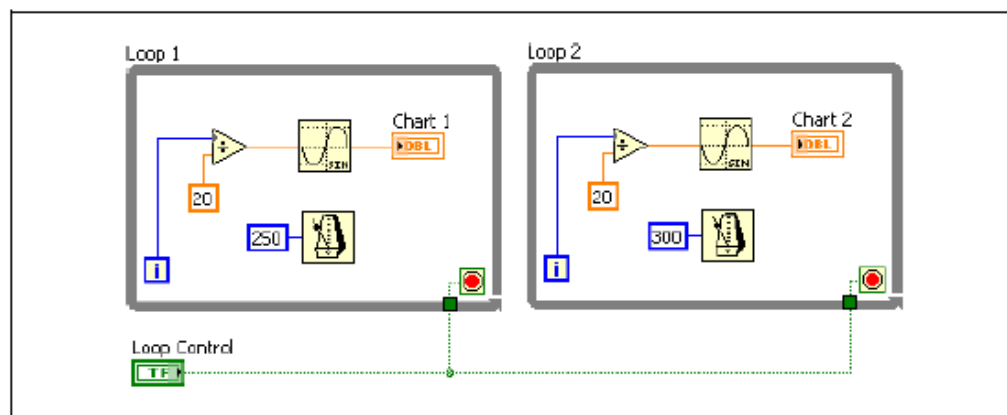 Loop 1
Loop 2
Chart 1
Chart 2
DBL
DBL
SIN
SIN
20
20
250
300
i
i
Loop Control
TF